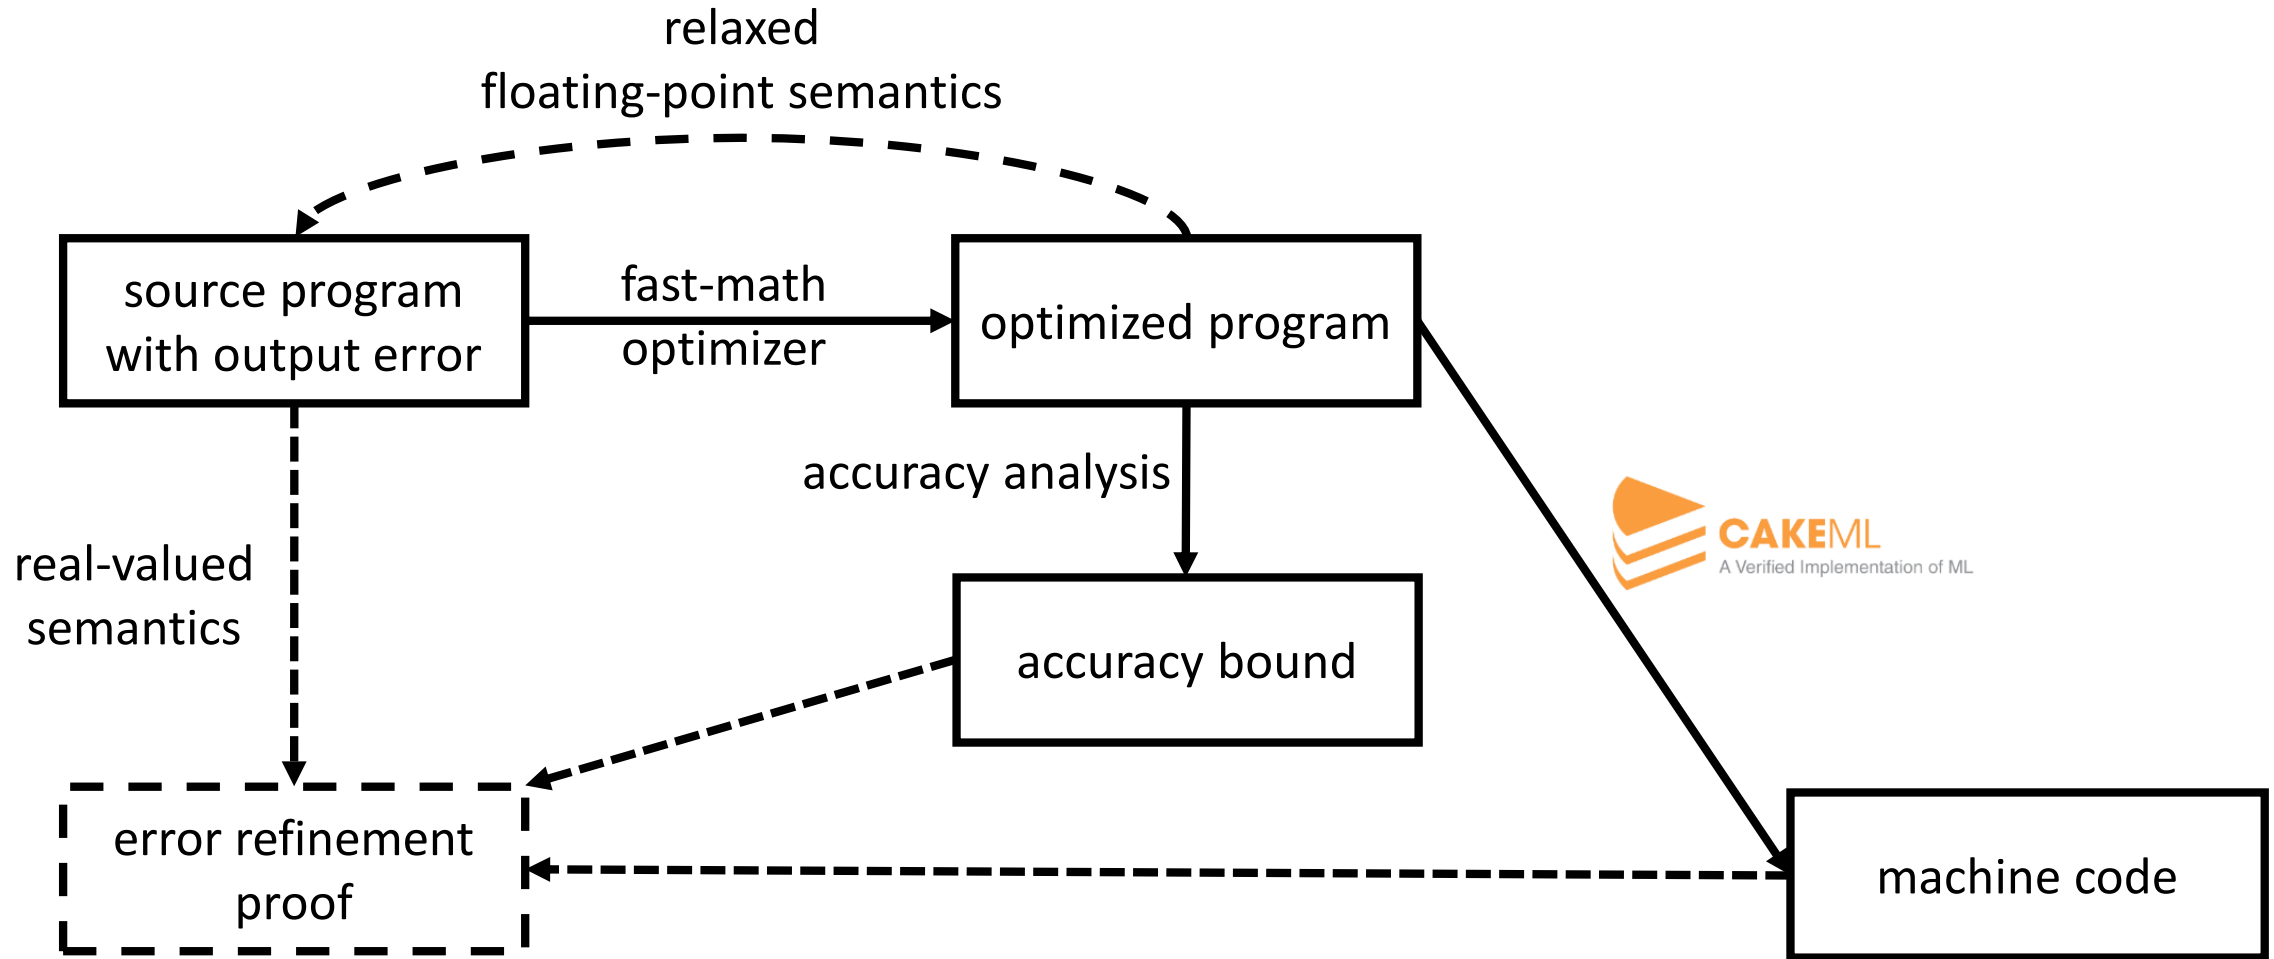 relaxed
floating-point semantics
source program
with output error
fast-math
optimizer
optimized program
accuracy analysis
real-valued
semantics
CAKEML
A Verified Implementation of ML
accuracy bound
error refinement
proof
machine code